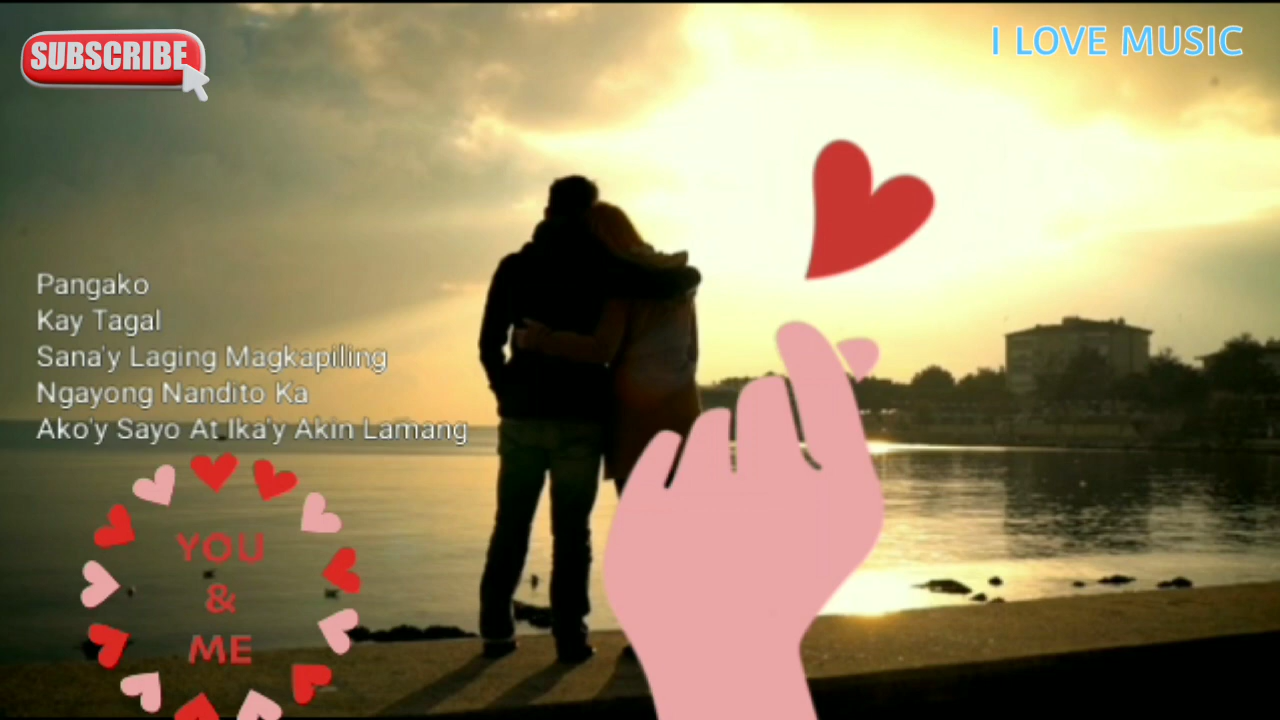 SUBSCRIBE
I LOVE MUSIC
Pangako
Kay Tagal
Sana'y Laging Magkapiling
Ngayong Nandito Ka
Ako'y Sayo At Ika'y Akin Lamang
YOU
&
ME